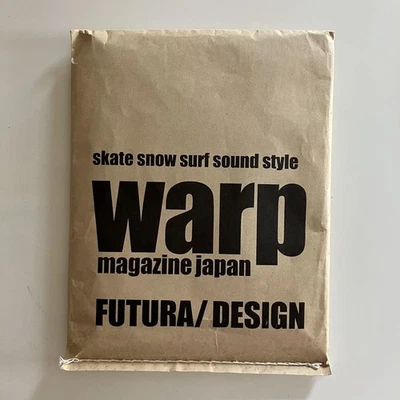 skate snow surf sound style
warp
magazine japan
FUTURA/ DESIGN